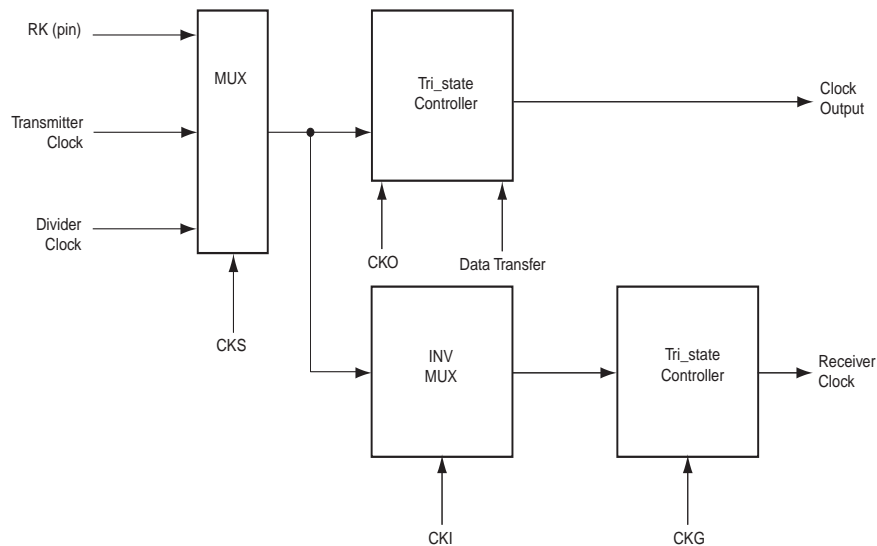 RK (pin)
MUX
Tri_state
Controller
Clock
Output
Transmitter
Clock
Divider
Clock
CKO
Data Transfer
CKS
INV
MUX
Tri_state
Controller
Receiver
Clock
CKI
CKG